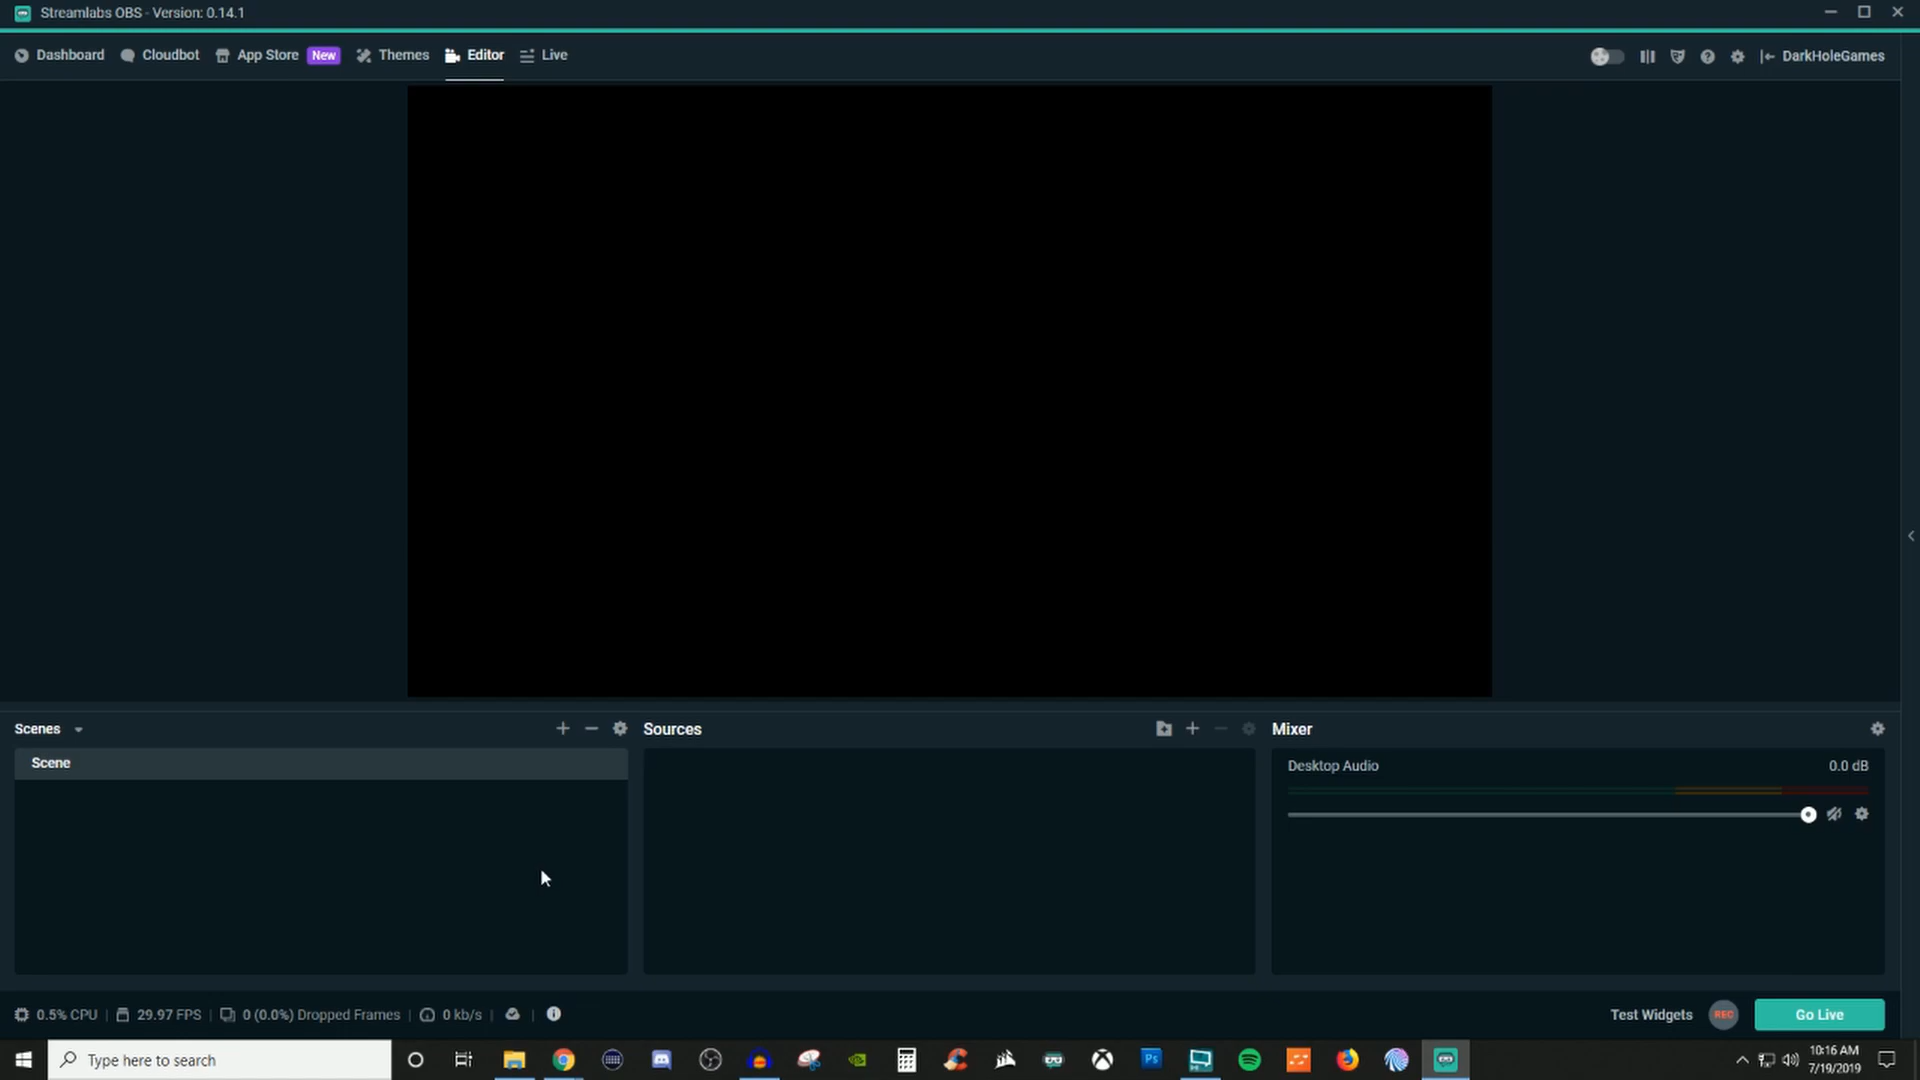 Streamlabs OBS - Version: 0.14.1
Dashboard Cloudbot App Store New Themes Editor Live DarkHoleGames
Scenes Sources Mixer
Scene
Desktop Audio 0.0 dB
0.5% CPU 29.97 FPS 0 (0.0%) Dropped Frames 0 kb/s Test Widgets REC Go Live
Type here to search
Ps
10:16 AM
7/19/2019